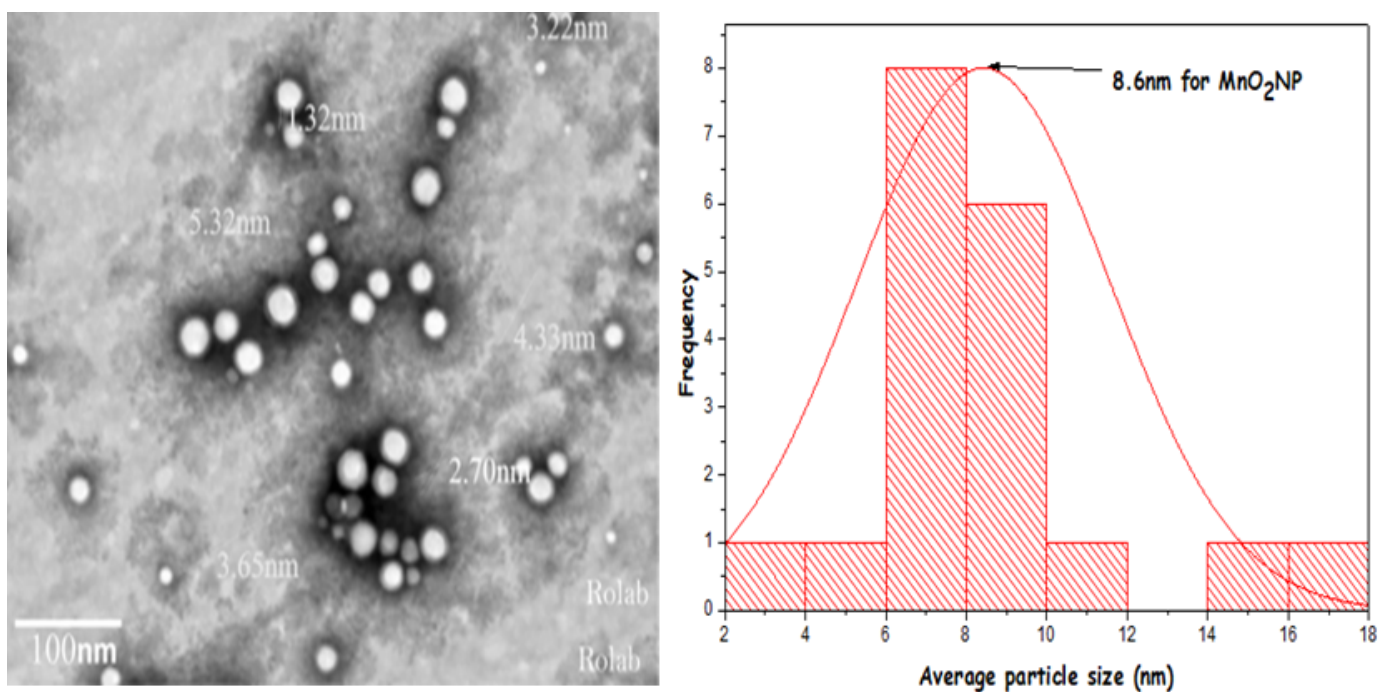 3.22nm
1.32nm
5.32nm
4.33nm
2.70nm
3.65nm
Rolab
100nm
Rolab
8.6nm for MnO₂NP
Frequency
8
7
6
5
4
3
2
1
0
2 4 6 8 10 12 14 16 18
Average particle size (nm)